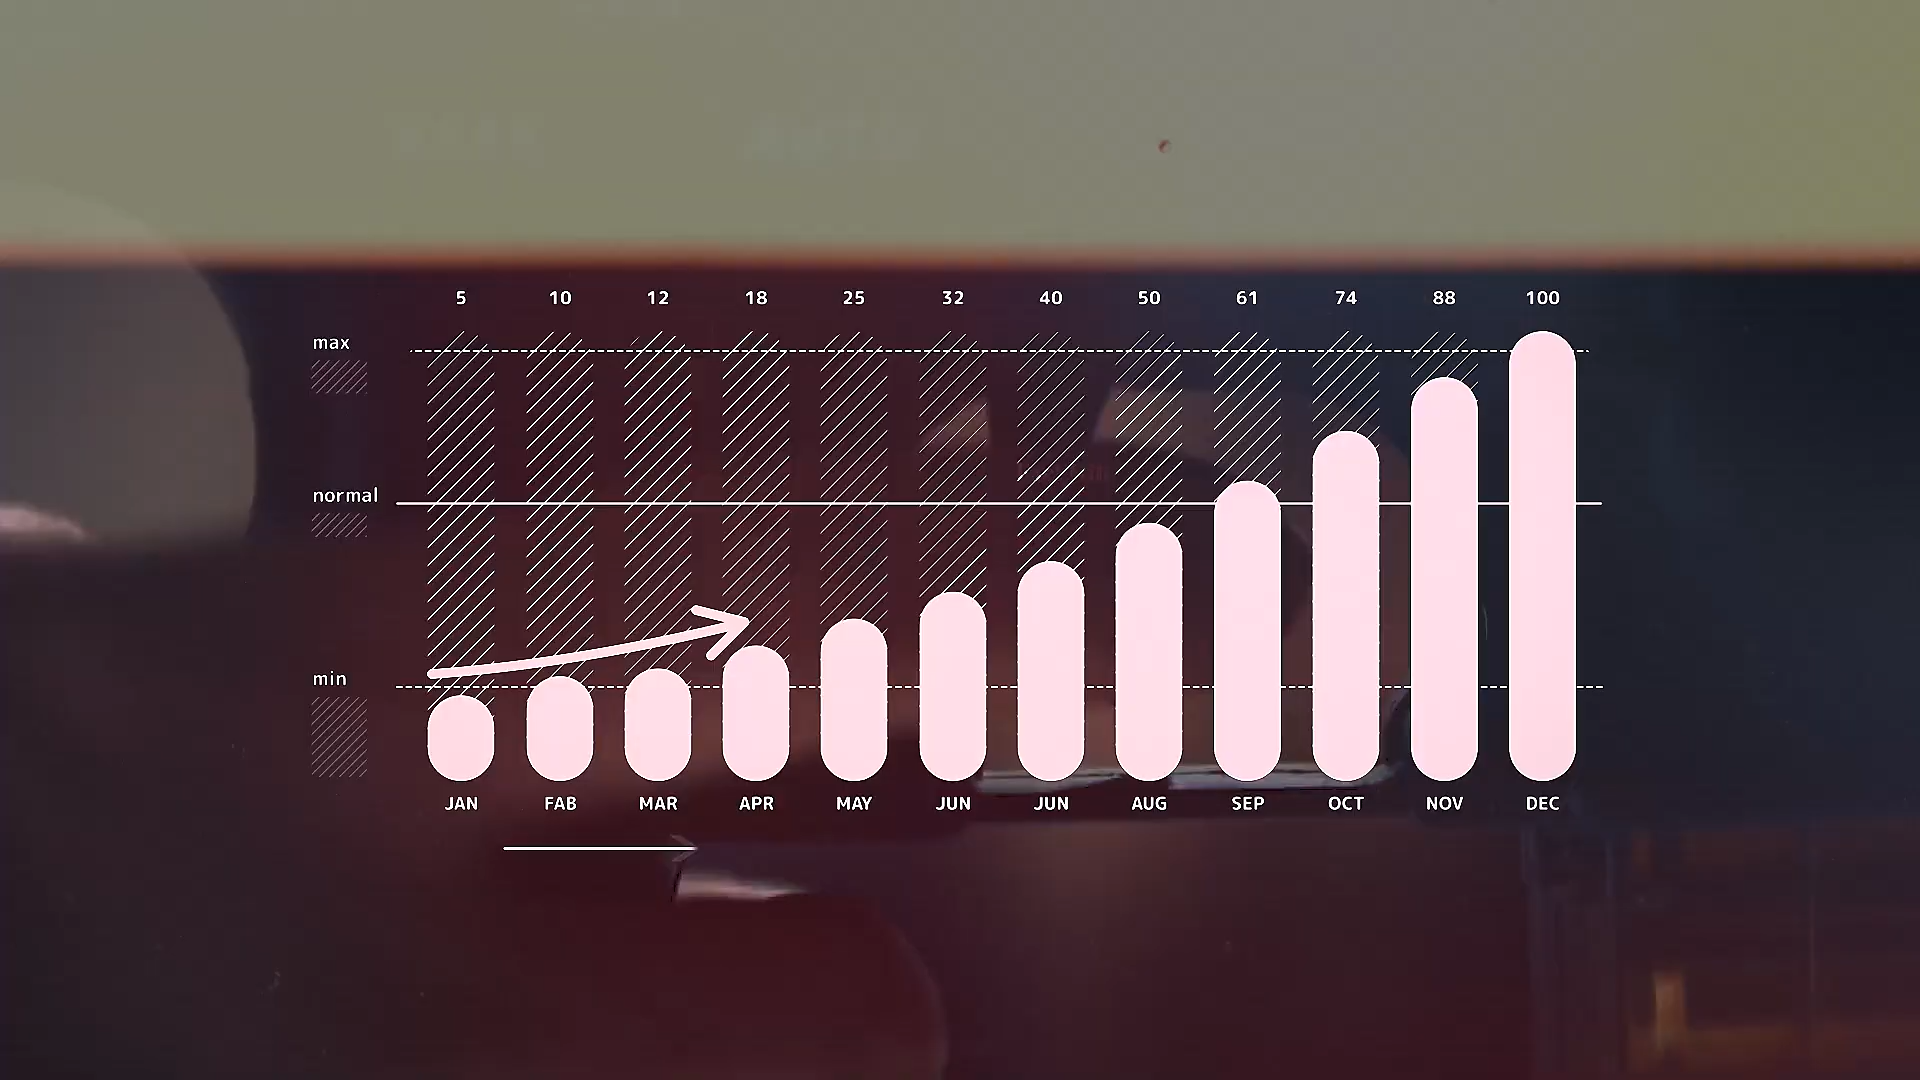 5 10 12 18 25 32 40 50 61 74 88 100
max
normal
min
JAN FAB MAR APR MAY JUN JUN AUG SEP OCT NOV DEC